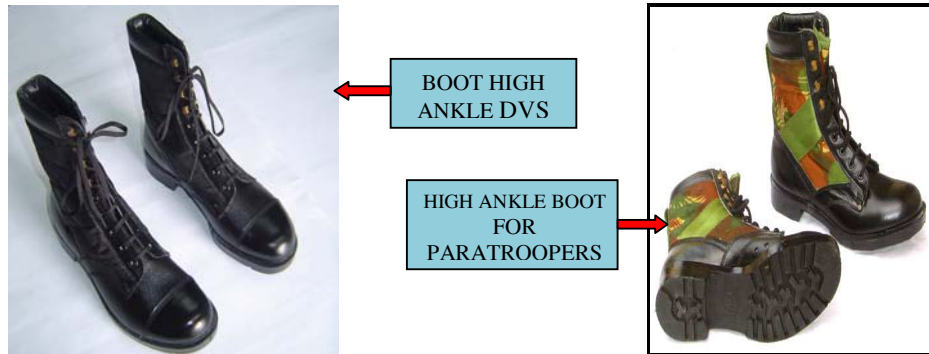 BOOT HIGH
ANKLE DVS
HIGH ANKLE BOOT
FOR
PARATROOPERS